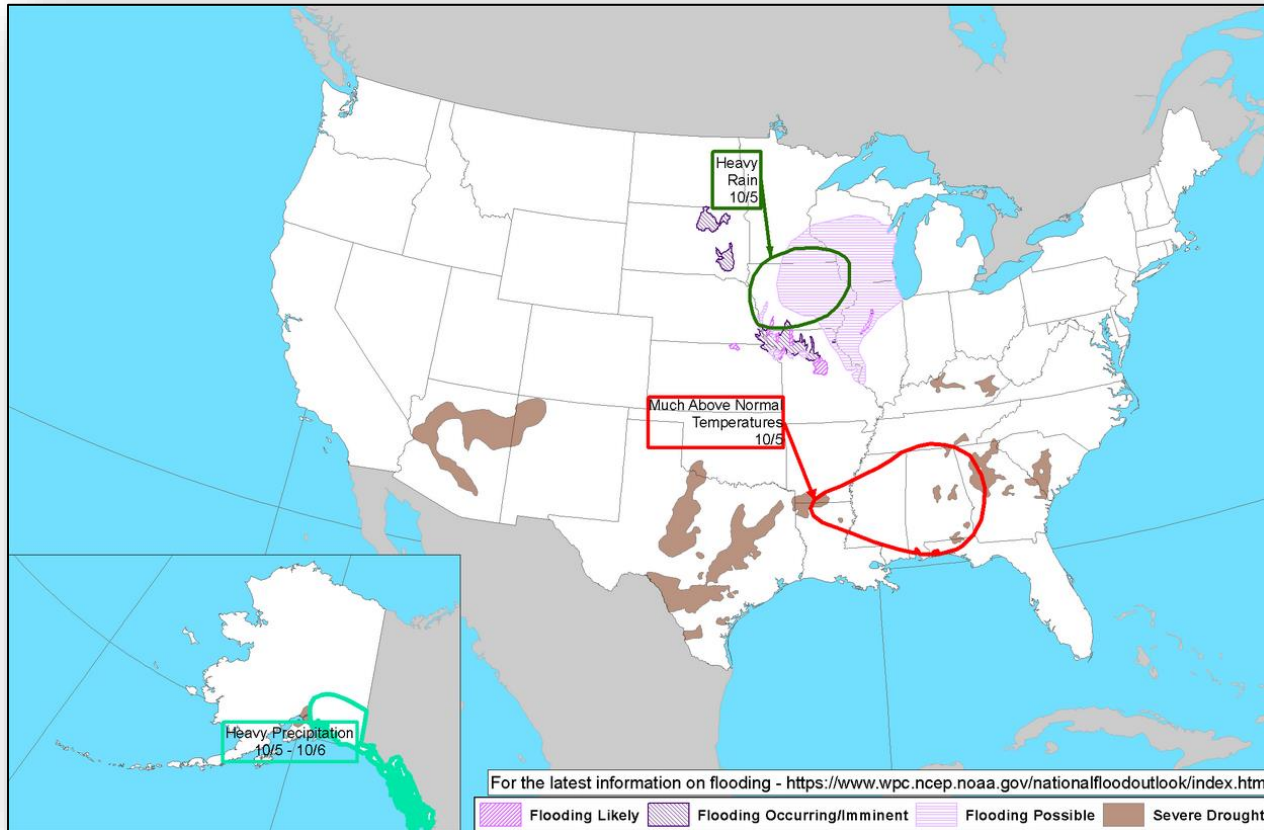 Heavy
Rain
10/5
Much Above Normal
Temperatures
10/5
Heavy Precipitation
10/5 - 10/6
For the latest information on flooding - https://www.wpc.ncep.noaa.gov/nationalfloodoutlook/index.htm
Flooding Likely
Flooding Occurring/Imminent
Flooding Possible
Severe Drought